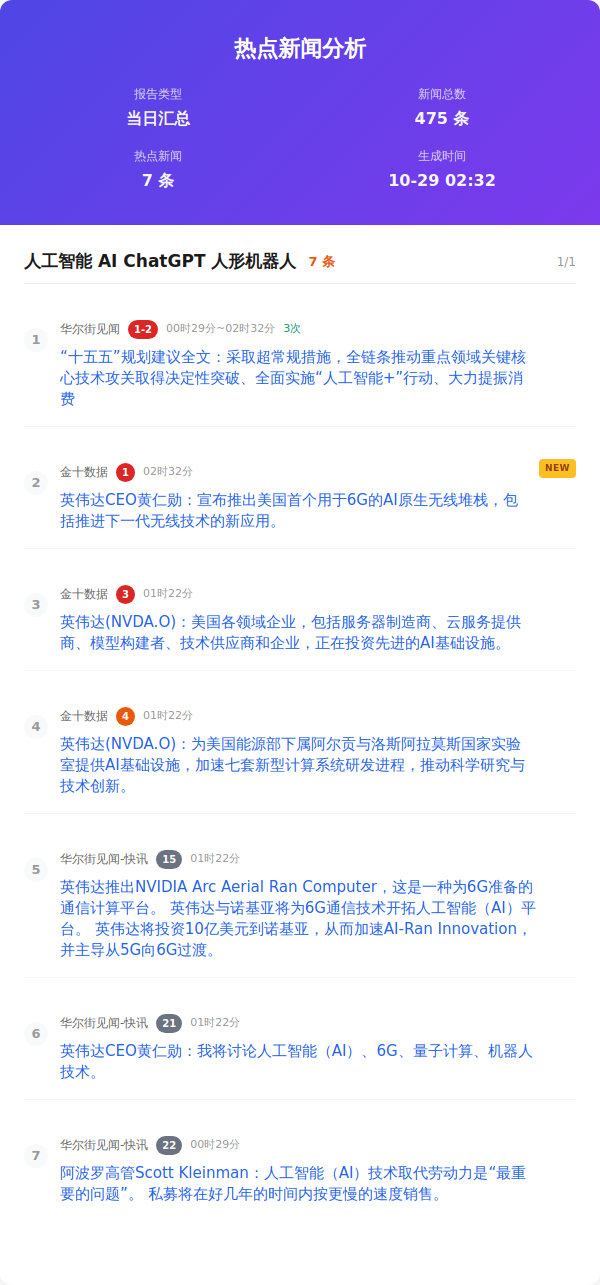 热点新闻分析
报告类型
当日汇总
新闻总数
475 条
热点新闻
7 条
生成时间
10-29 02:32
人工智能 AI ChatGPT 人形机器人 7 条 1/1
1
华尔街见闻 1-2 00时29分~02时32分 3次
“十五五”规划建议全文：采取超常规措施，全链条推动重点领域关键核
心技术攻关取得决定性突破、全面实施“人工智能+”行动、大力提振消
费
2
金十数据 1 02时32分 NEW
英伟达CEO黄仁勋：宣布推出美国首个用于6G的AI原生无线堆栈，包
括推进下一代无线技术的新应用。
3
金十数据 3 01时22分
英伟达(NVDA.O)：美国各领域企业，包括服务器制造商、云服务提供
商、模型构建者、技术供应商和企业，正在投资先进的AI基础设施。
4
金十数据 4 01时22分
英伟达(NVDA.O)：为美国能源部下属阿尔贡与洛斯阿拉莫斯国家实验
室提供AI基础设施，加速七套新型计算系统研发进程，推动科学研究与
技术创新。
5
华尔街见闻-快讯 15 01时22分
英伟达推出NVIDIA Arc Aerial Ran Computer，这是一种为6G准备的
通信计算平台。 英伟达与诺基亚将为6G通信技术开拓人工智能（AI）平
台。 英伟达将投资10亿美元到诺基亚，从而加速AI-Ran Innovation，
并主导从5G向6G过渡。
6
华尔街见闻-快讯 21 01时22分
英伟达CEO黄仁勋：我将讨论人工智能（AI）、6G、量子计算、机器人
技术。
7
华尔街见闻-快讯 22 00时29分
阿波罗高管Scott Kleinman：人工智能（AI）技术取代劳动力是“最重
要的问题”。 私募将在好几年的时间内按更慢的速度销售。